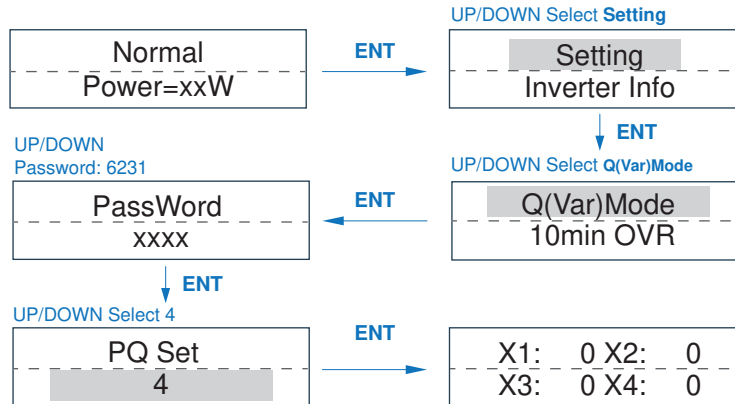 UP/DOWN Select Setting
Normal
Power=xxW
ENT
Setting
Inverter Info
ENT
UP/DOWN
Password: 6231
UP/DOWN Select Q(Var)Mode
PassWord
xxxx
ENT
Q(Var)Mode
10min OVR
ENT
UP/DOWN Select 4
PQ Set
4
ENT
X1: 0 X2: 0
X3: 0 X4: 0